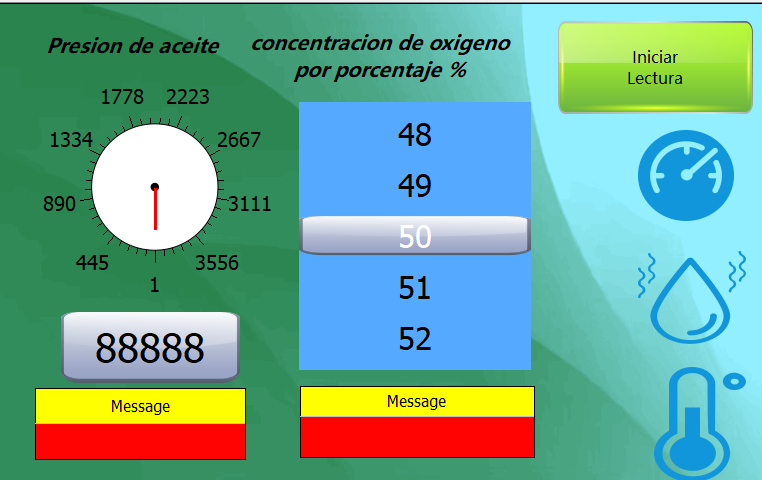 Presion de aceite
concentracion de oxigeno
por porcentaje %
Iniciar
Lectura
1778
2223
1334
2667
890
3111
445
3556
1
48
49
50
51
52
88888
Message
Message